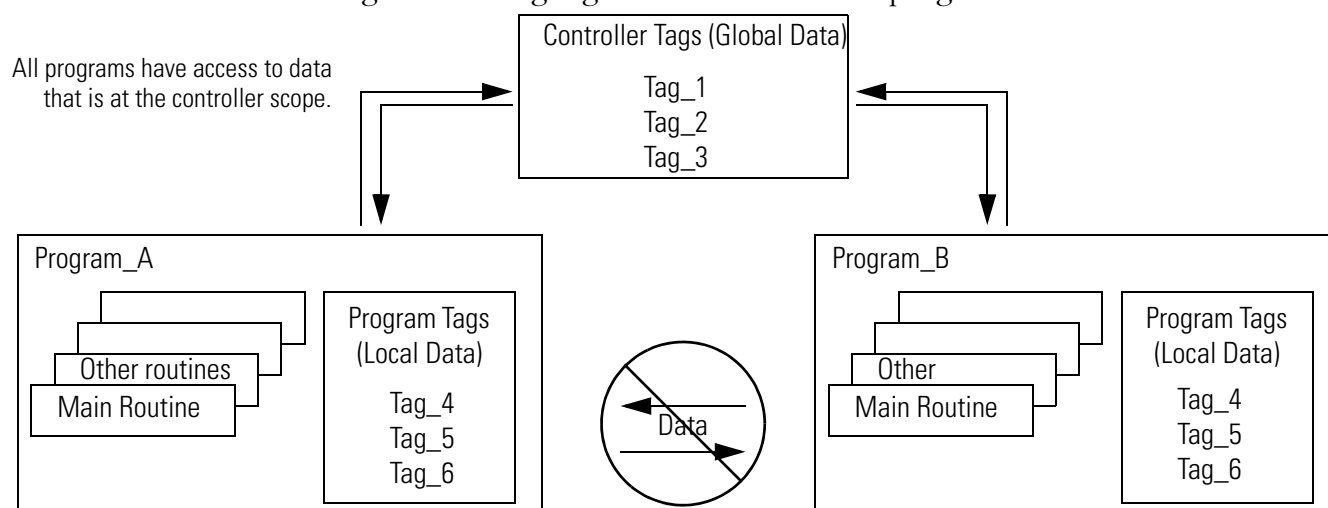 Controller Tags (Global Data)
All programs have access to data
that is at the controller scope.
Tag_1
Tag_2
Tag_3
Program_A
Other routines
Main Routine
Program Tags
(Local Data)
Tag_4
Tag_5
Tag_6
Data
Program_B
Other
Main Routine
Program Tags
(Local Data)
Tag_4
Tag_5
Tag_6